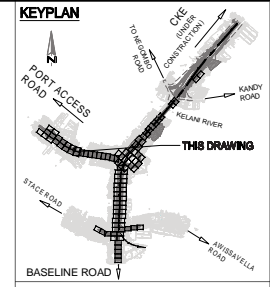 KEYPLAN
N
CKE
(UNDER
CONSTRACTION)
TO NEGOMBO
ROAD
PORT ACCESS
ROAD
KANDY
ROAD
KELANI RIVER
THIS DRAWING
STACE ROAD
AWISSAVELLA
ROAD
BASELINE ROAD